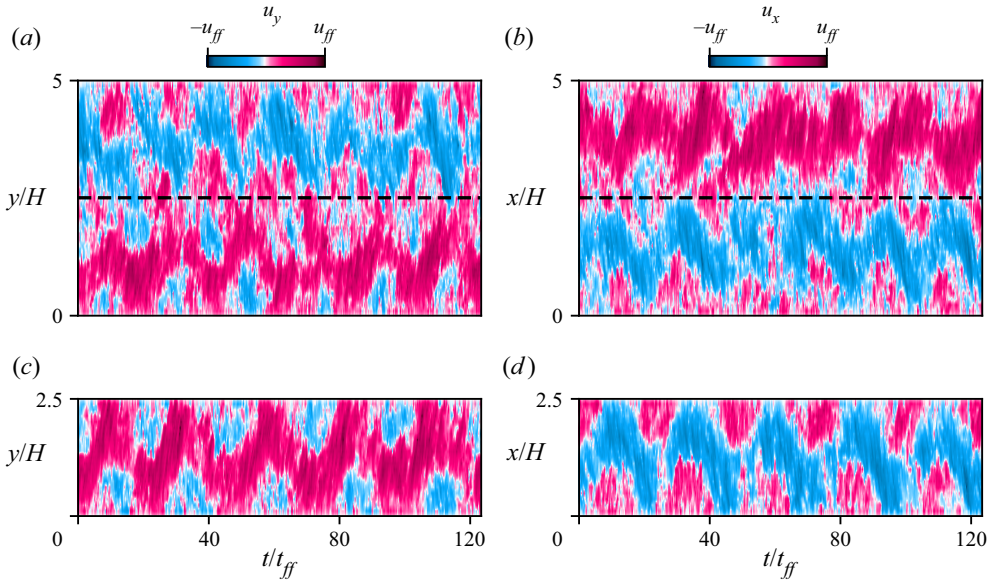 (a) −u_ff u_y u_ff
(b) −u_ff u_x u_ff
5
y/H
0
5
x/H
0
(c)
2.5
y/H
0 40 80 120
t/t_ff
(d)
2.5
x/H
0 40 80 120
t/t_ff